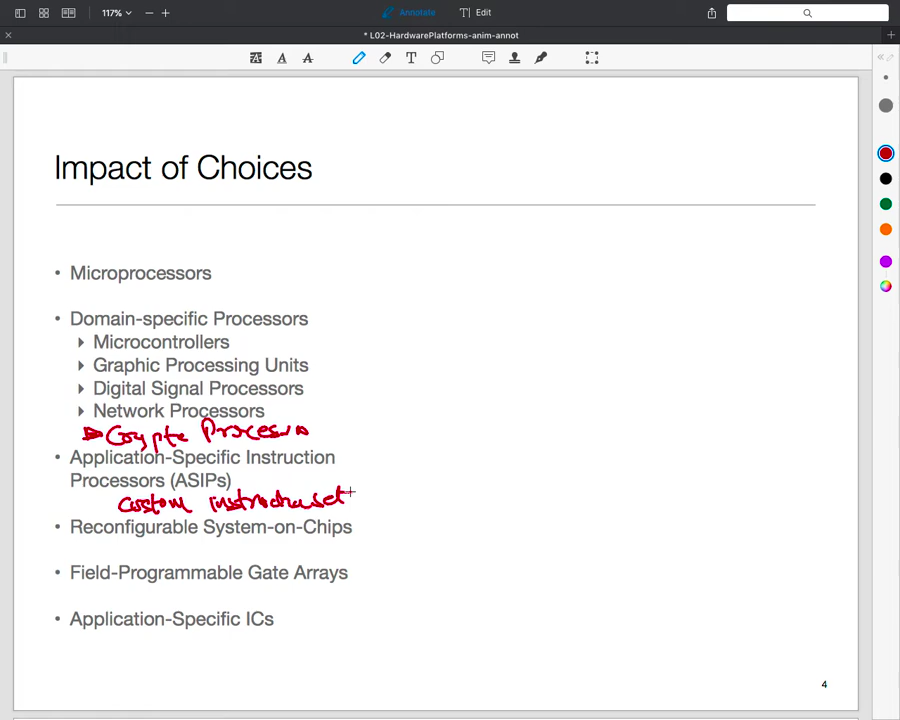 117%
Annotate
Edit
* L02-HardwarePlatforms-anim-annot
Impact of Choices
• Microprocessors
• Domain-specific Processors
Microcontrollers
Graphic Processing Units
Digital Signal Processors
Network Processors
Crypto Processor
• Application-Specific Instruction
Processors (ASIPs)
custom instruction set
• Reconfigurable System-on-Chips
• Field-Programmable Gate Arrays
• Application-Specific ICs
4